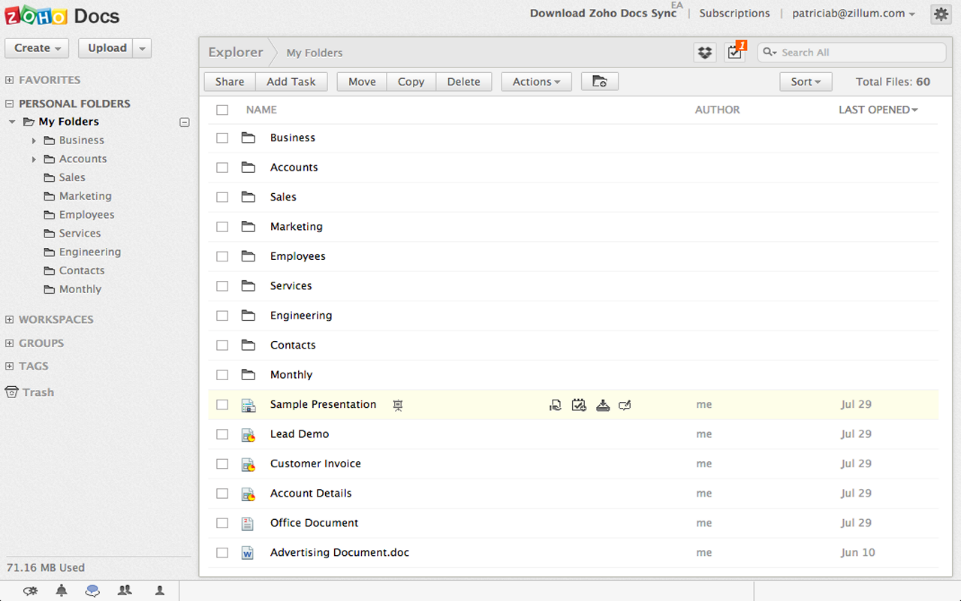 ZOHO Docs
Download Zoho Docs Sync EA | Subscriptions | patriciab@zillum.com
Create Upload
Explorer My Folders 1 Search All
Share Add Task Move Copy Delete Actions Sort Total Files: 60
FAVORITES
PERSONAL FOLDERS
My Folders
Business
Accounts
Sales
Marketing
Employees
Services
Engineering
Contacts
Monthly
WORKSPACES
GROUPS
TAGS
Trash
71.16 MB Used
NAME AUTHOR LAST OPENED
Business
Accounts
Sales
Marketing
Employees
Services
Engineering
Contacts
Monthly
Sample Presentation me Jul 29
Lead Demo me Jul 29
Customer Invoice me Jul 29
Account Details me Jul 29
Office Document me Jul 29
Advertising Document.doc me Jun 10